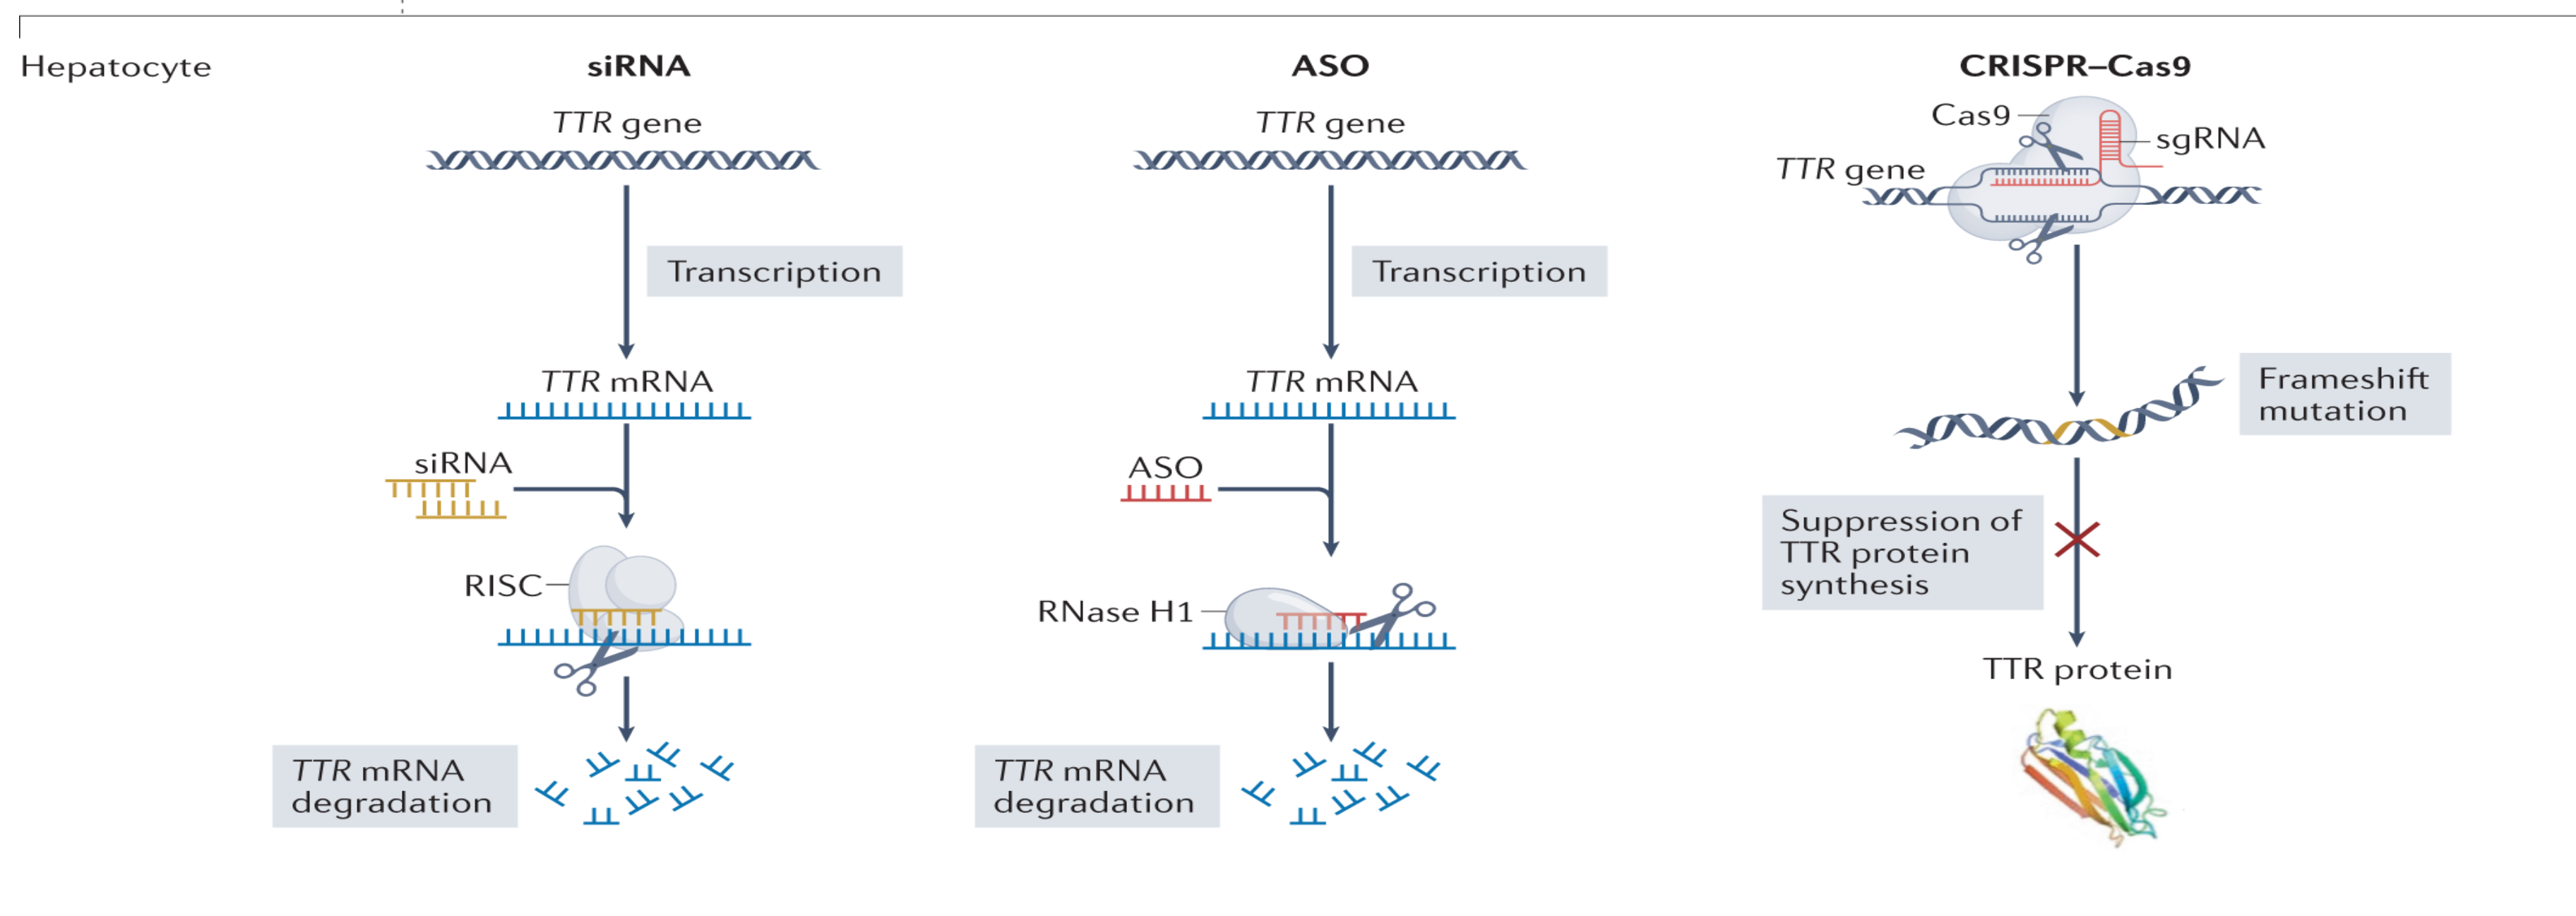 Hepatocyte
siRNA
TTR gene
Transcription
TTR mRNA
siRNA
RISC
TTR mRNA
degradation
ASO
TTR gene
Transcription
TTR mRNA
ASO
RNase H1
TTR mRNA
degradation
CRISPR–Cas9
Cas9
sgRNA
TTR gene
Frameshift
mutation
Suppression of
TTR protein
synthesis
TTR protein